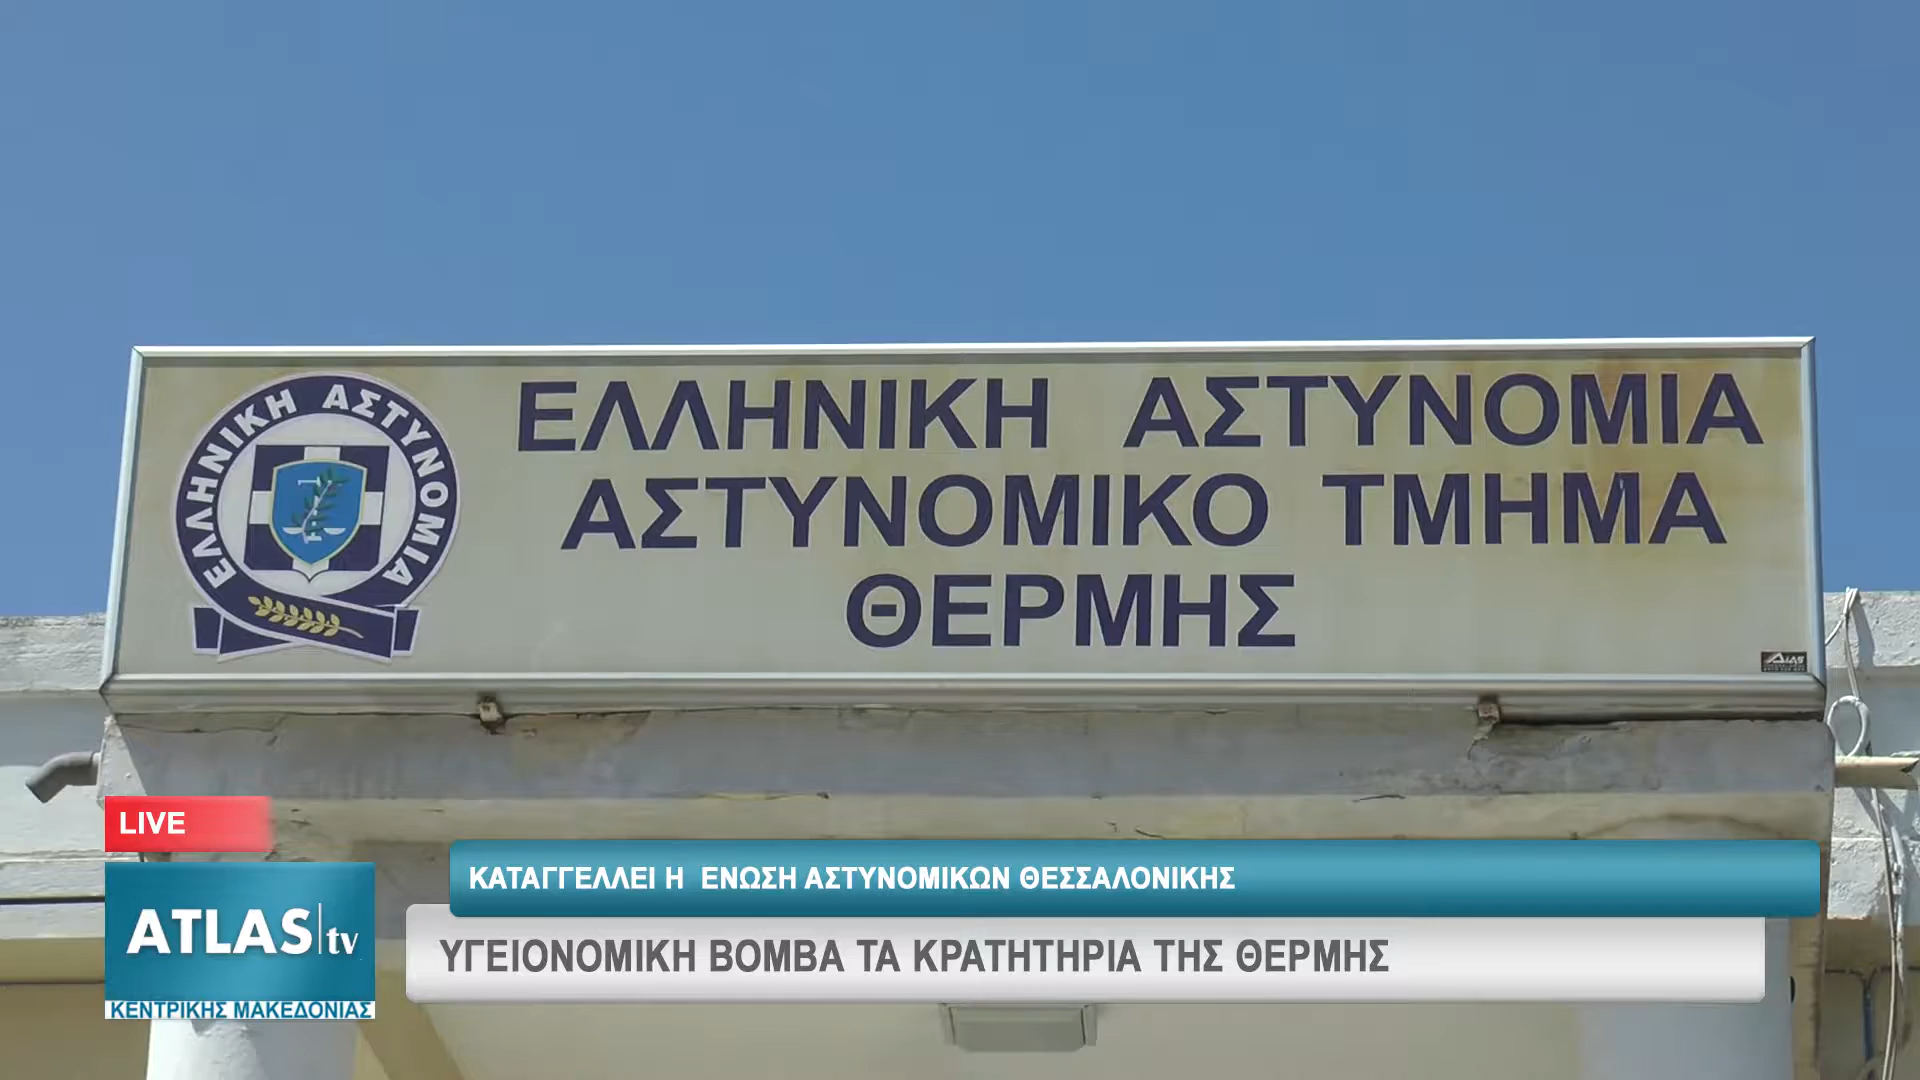 ΕΛΛΗΝΙΚΗ ΑΣΤΥΝΟΜΙΑ
ΕΛΛΗΝΙΚΗ ΑΣΤΥΝΟΜΙΑ
ΑΣΤΥΝΟΜΙΚΟ ΤΜΗΜΑ
ΘΕΡΜΗΣ
LIVE
ΚΑΤΑΓΓΕΛΛΕΙ Η ΕΝΩΣΗ ΑΣΤΥΝΟΜΙΚΩΝ ΘΕΣΣΑΛΟΝΙΚΗΣ
ATLAS tv
ΥΓΕΙΟΝΟΜΙΚΗ ΒΟΜΒΑ ΤΑ ΚΡΑΤΗΤΗΡΙΑ ΤΗΣ ΘΕΡΜΗΣ
ΚΕΝΤΡΙΚΗΣ ΜΑΚΕΔΟΝΙΑΣ